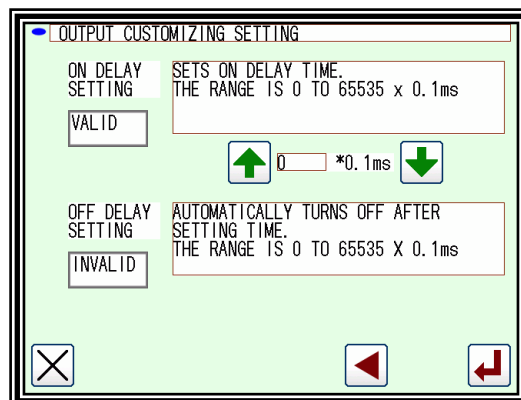 OUTPUT CUSTOMIZING SETTING
ON DELAY SETTING
SETS ON DELAY TIME.
THE RANGE IS 0 TO 65535 x 0.1ms
VALID
0 *0.1ms
OFF DELAY SETTING
AUTOMATICALLY TURNS OFF AFTER
SETTING TIME.
THE RANGE IS 0 TO 65535 X 0.1ms
INVALID